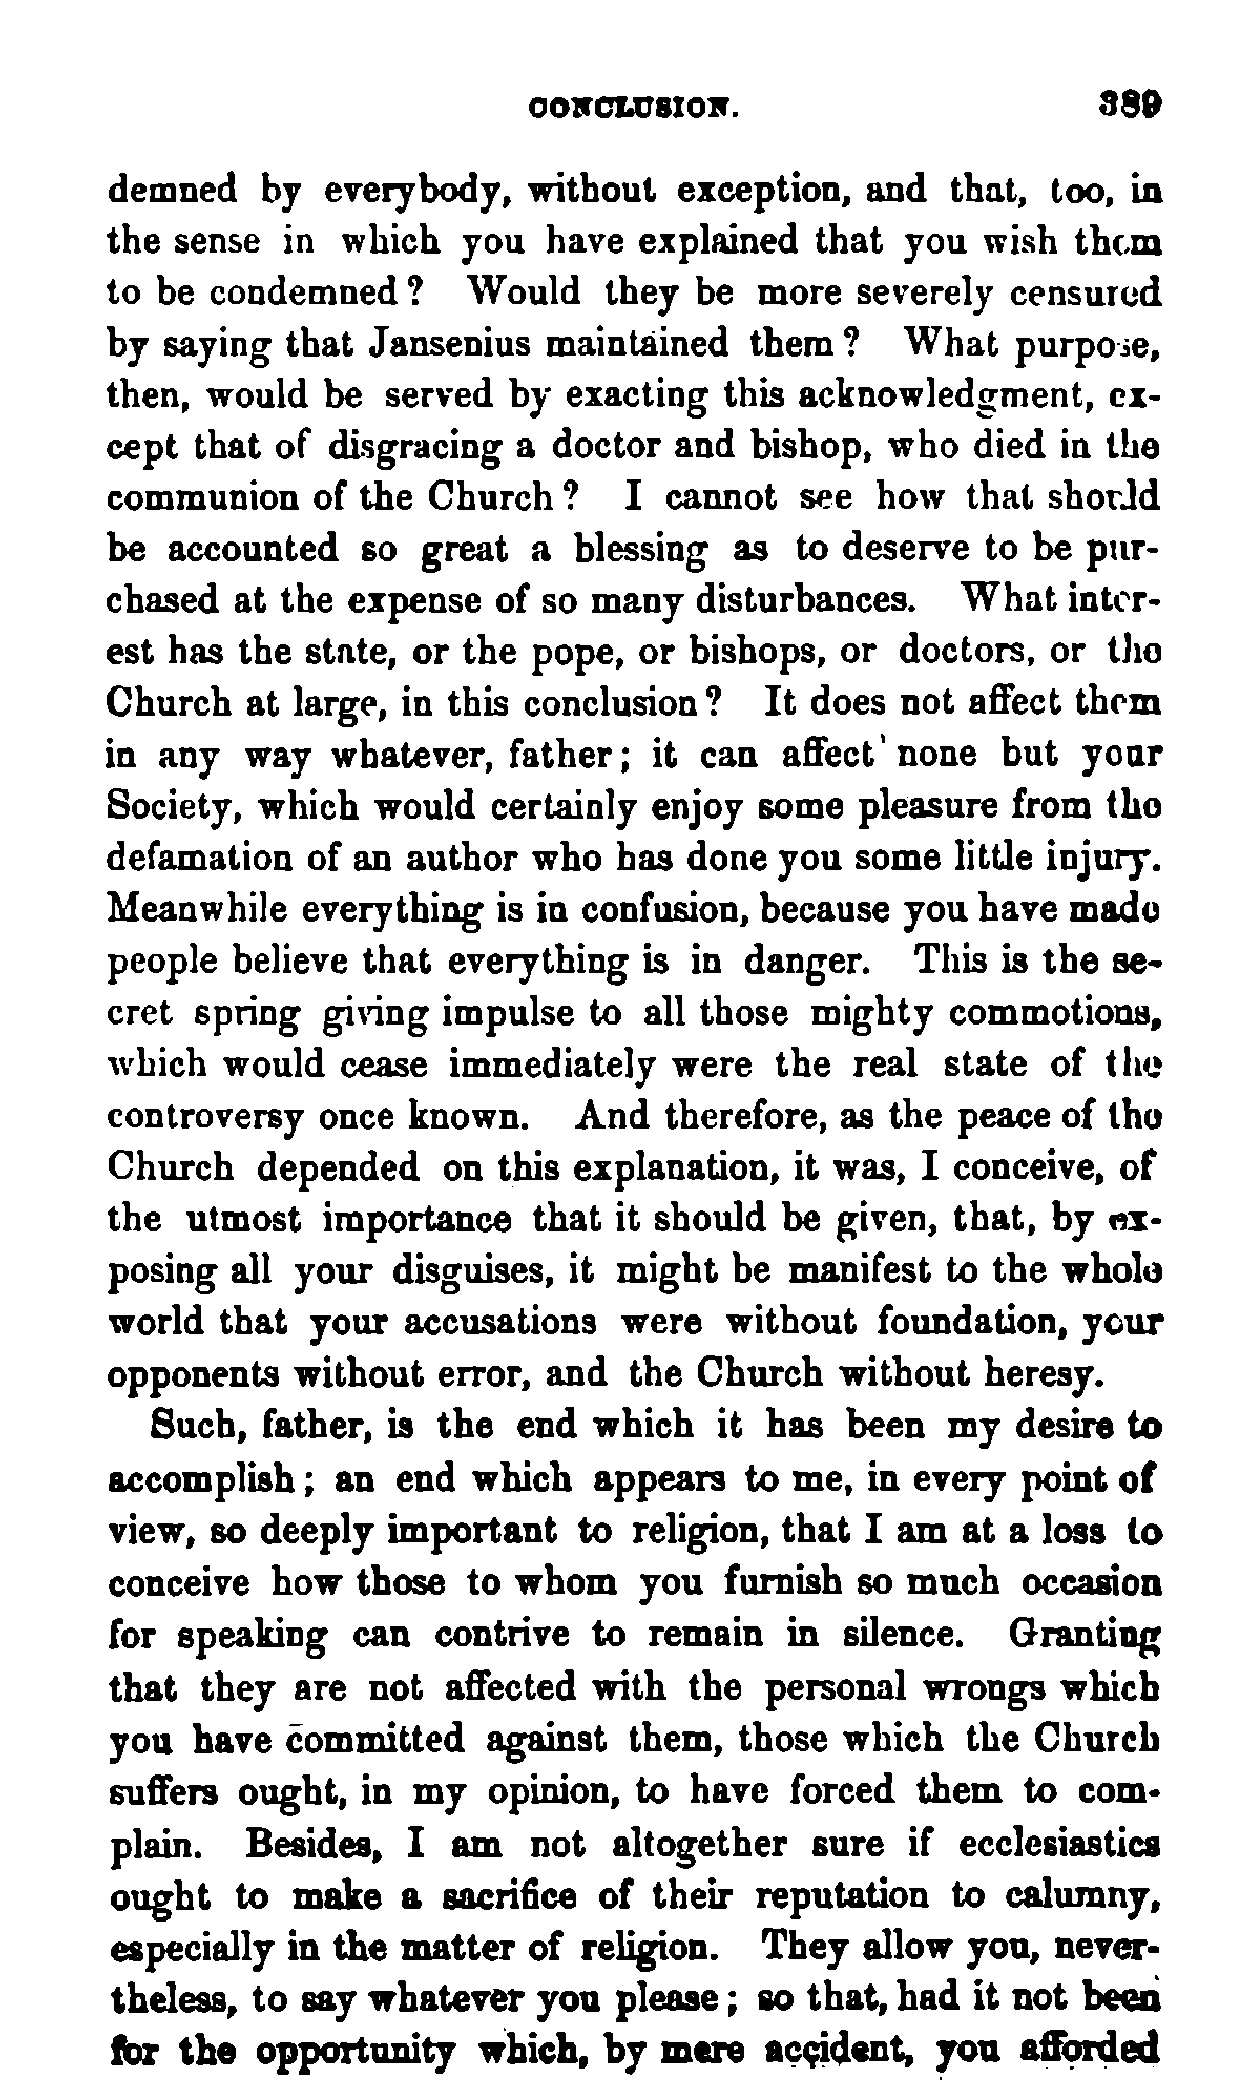 CONCLUSION. 389
demned by everybody, without exception, and that, too, in
the sense in which you have explained that you wish them
to be condemned? Would they be more severely censured
by saying that Jansenius maintained them? What purpose,
then, would be served by exacting this acknowledgment, ex-
cept that of disgracing a doctor and bishop, who died in the
communion of the Church? I cannot see how that should
be accounted so great a blessing as to deserve to be pur-
chased at the expense of so many disturbances. What inter-
est has the state, or the pope, or bishops, or doctors, or the
Church at large, in this conclusion? It does not affect them
in any way whatever, father; it can affect none but your
Society, which would certainly enjoy some pleasure from the
defamation of an author who has done you some little injury.
Meanwhile everything is in confusion, because you have made
people believe that everything is in danger. This is the se-
cret spring giving impulse to all those mighty commotions,
which would cease immediately were the real state of the
controversy once known. And therefore, as the peace of the
Church depended on this explanation, it was, I conceive, of
the utmost importance that it should be given, that, by ex-
posing all your disguises, it might be manifest to the whole
world that your accusations were without foundation, your
opponents without error, and the Church without heresy.
Such, father, is the end which it has been my desire to
accomplish; an end which appears to me, in every point of
view, so deeply important to religion, that I am at a loss to
conceive how those to whom you furnish so much occasion
for speaking can contrive to remain in silence. Granting
that they are not affected with the personal wrongs which
you have committed against them, those which the Church
suffers ought, in my opinion, to have forced them to com-
plain. Besides, I am not altogether sure if ecclesiastics
ought to make a sacrifice of their reputation to calumny,
especially in the matter of religion. They allow you, never-
theless, to say whatever you please; so that, had it not been
for the opportunity which, by mere accident, you afforded